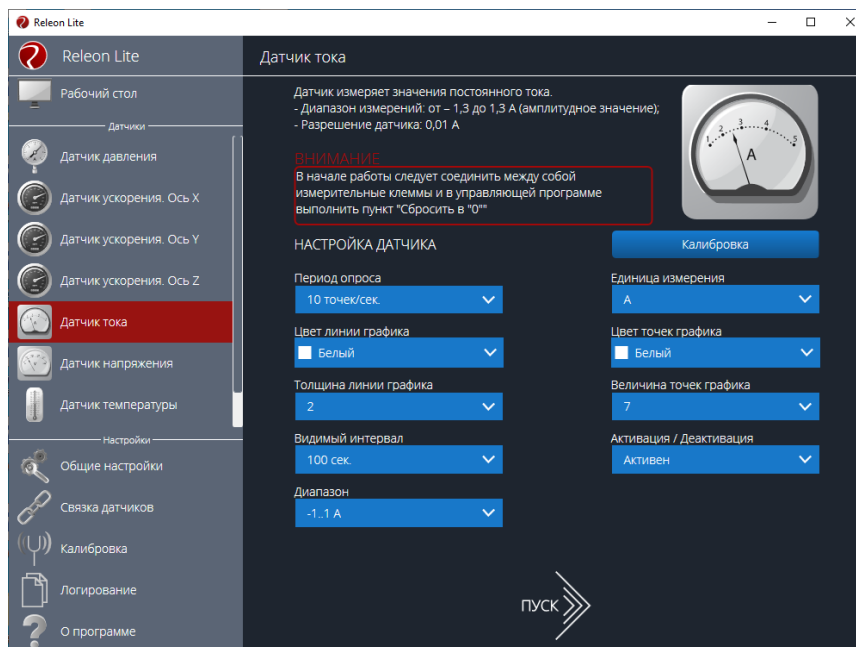 Releon Lite
Releon Lite
Датчик тока
Рабочий стол
Датчики
Датчик давления
Датчик ускорения. Ось X
Датчик ускорения. Ось Y
Датчик ускорения. Ось Z
Датчик тока
Датчик напряжения
Датчик температуры
Настройки
Общие настройки
Связка датчиков
Калибровка
Логирование
О программе
Датчик измеряет значения постоянного тока.
- Диапазон измерений: от – 1,3 до 1,3 А (амплитудное значение);
- Разрешение датчика: 0,01 А
1 2 3 4 5
A
ВНИМАНИЕ
В начале работы следует соединить между собой
измерительные клеммы и в управляющей программе
выполнить пункт "Сбросить в "0""
НАСТРОЙКА ДАТЧИКА
Калибровка
Период опроса
10 точек/сек.
Единица измерения
А
Цвет линии графика
Белый
Цвет точек графика
Белый
Толщина линии графика
2
Величина точек графика
7
Видимый интервал
100 сек.
Активация / Деактивация
Активен
Диапазон
-1..1 А
ПУСК